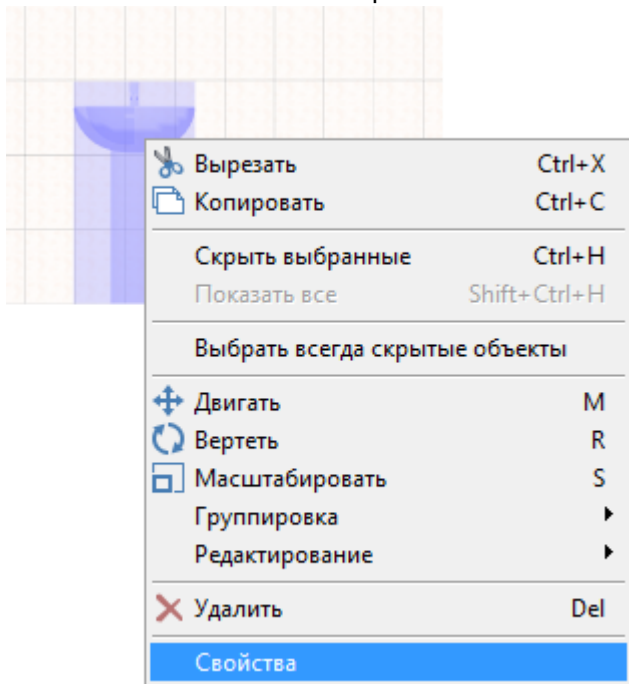 Вырезать Ctrl+X
Копировать Ctrl+C
Скрыть выбранные Ctrl+H
Показать все Shift+Ctrl+H
Выбрать всегда скрытые объекты
Двигать M
Вертеть R
Масштабировать S
Группировка
Редактирование
Удалить Del
Свойства